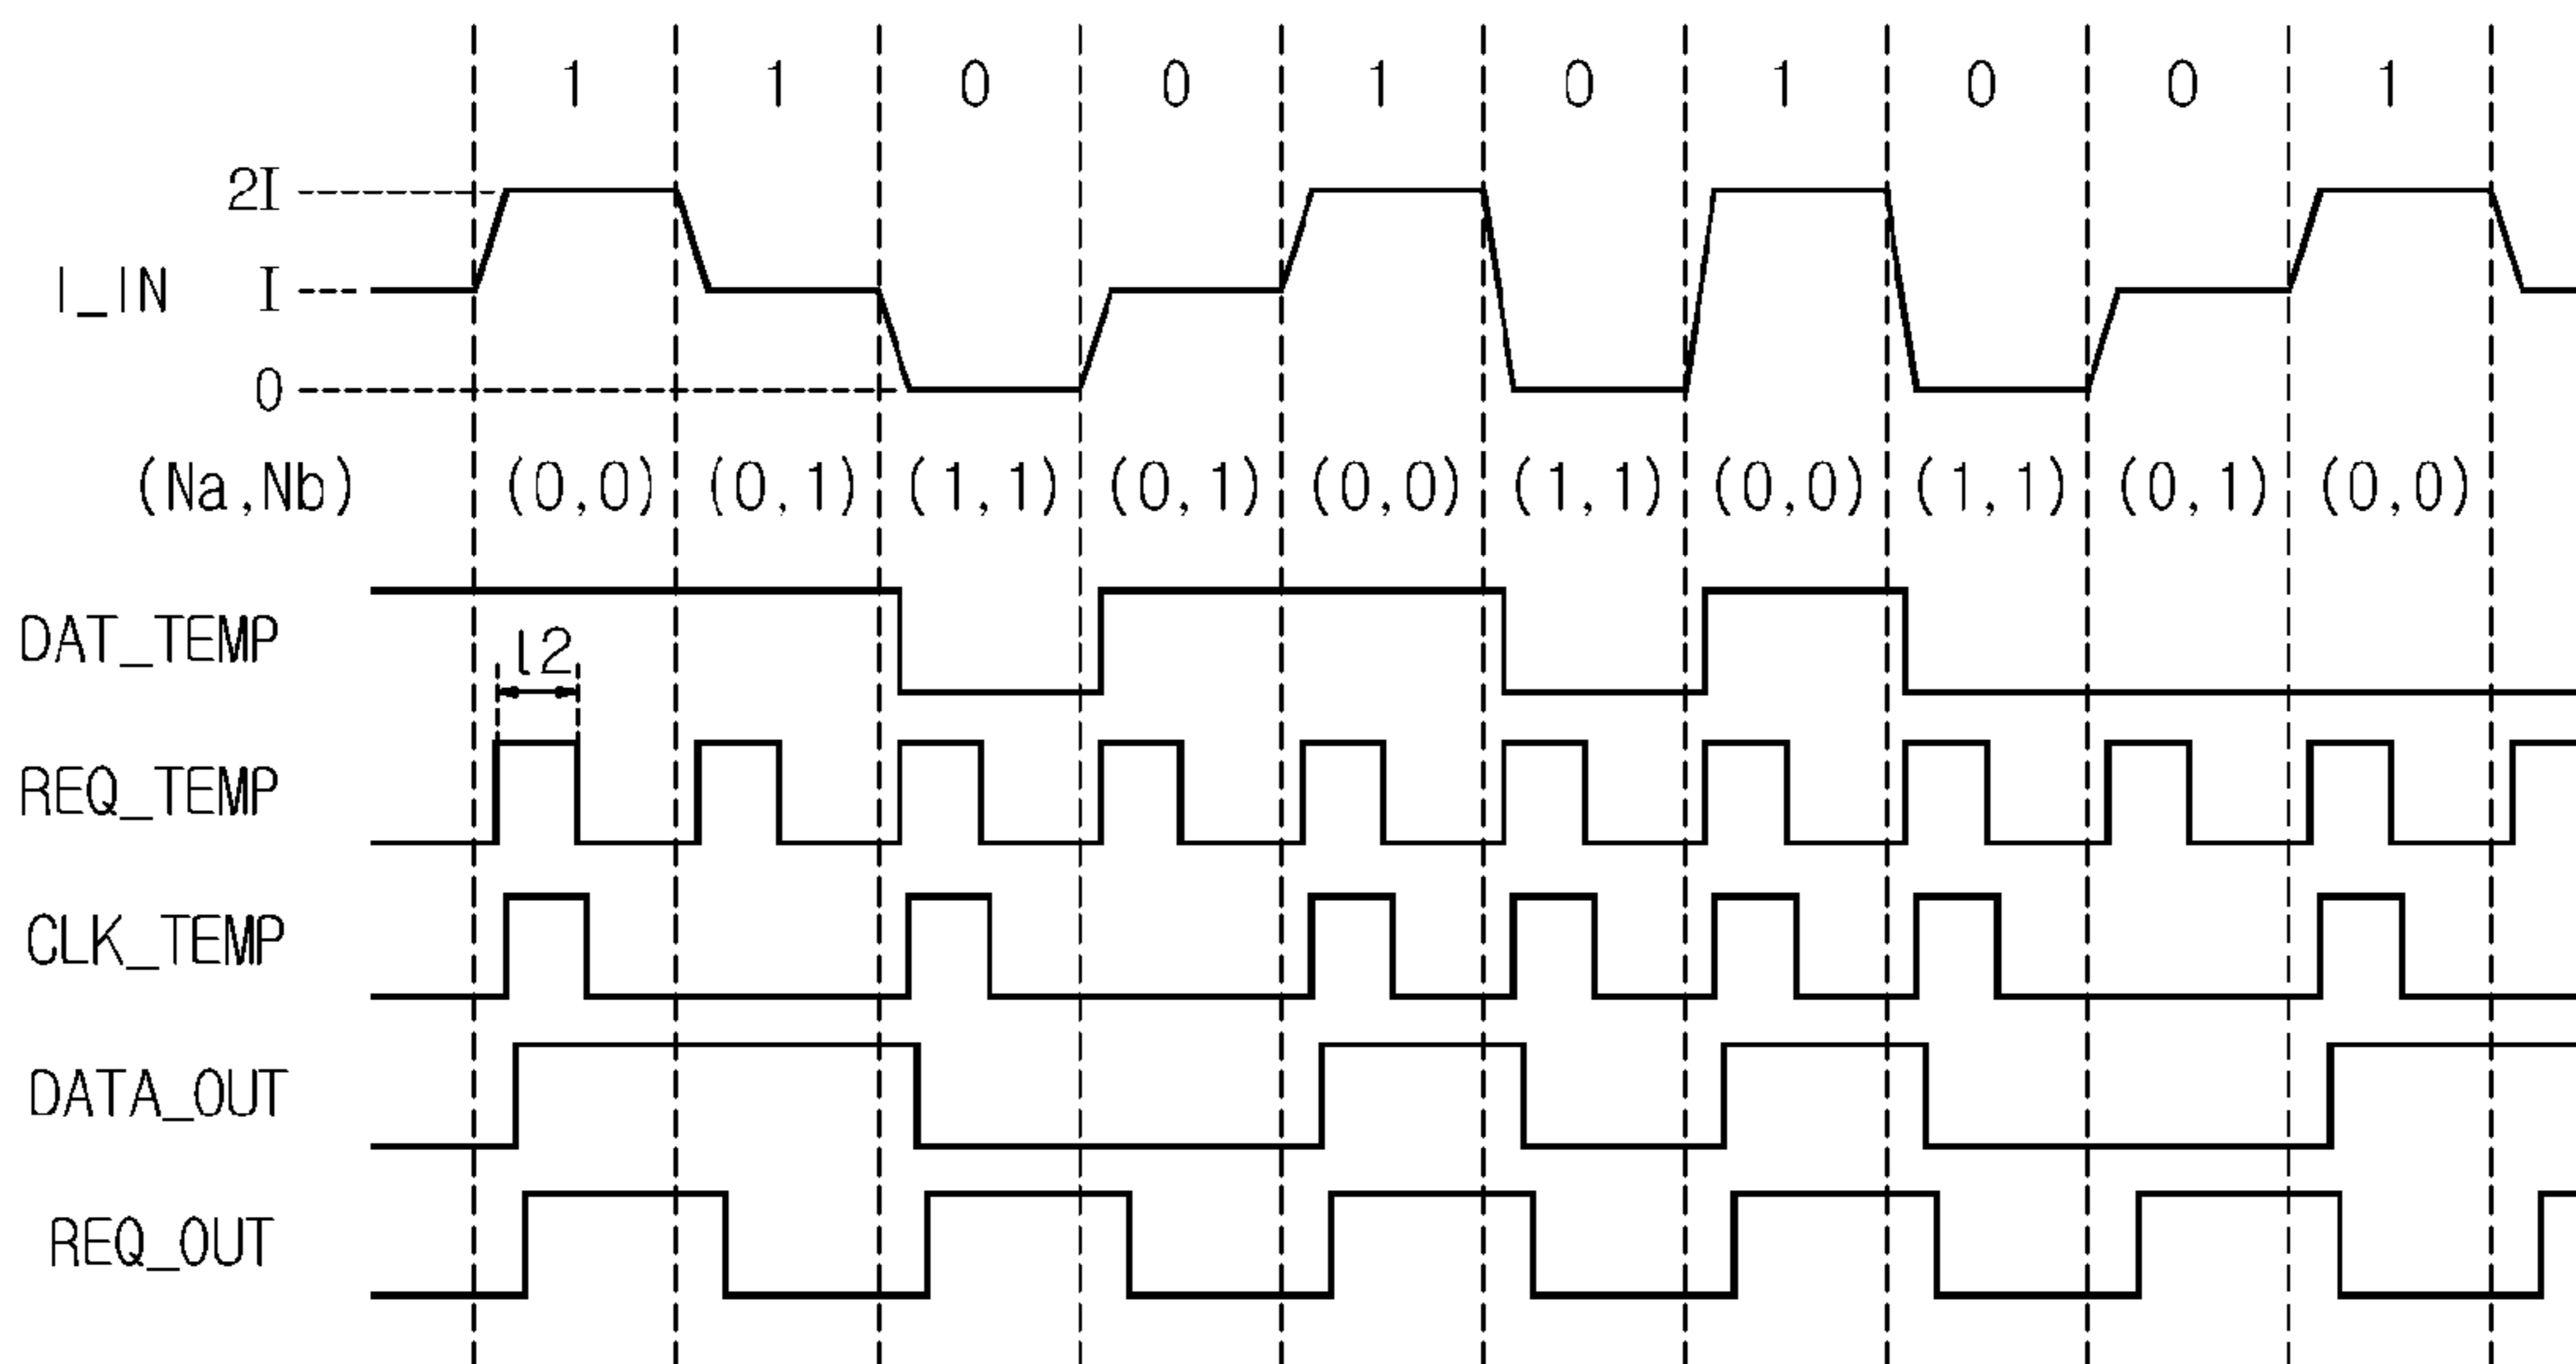 1 1 0 0 1 0 1 0 0 1
2I
I_IN I
0
(Na,Nb) (0,0) (0,1) (1,1) (0,1) (0,0) (1,1) (0,0) (1,1) (0,1) (0,0)
DAT_TEMP
l2
REQ_TEMP
CLK_TEMP
DATA_OUT
REQ_OUT